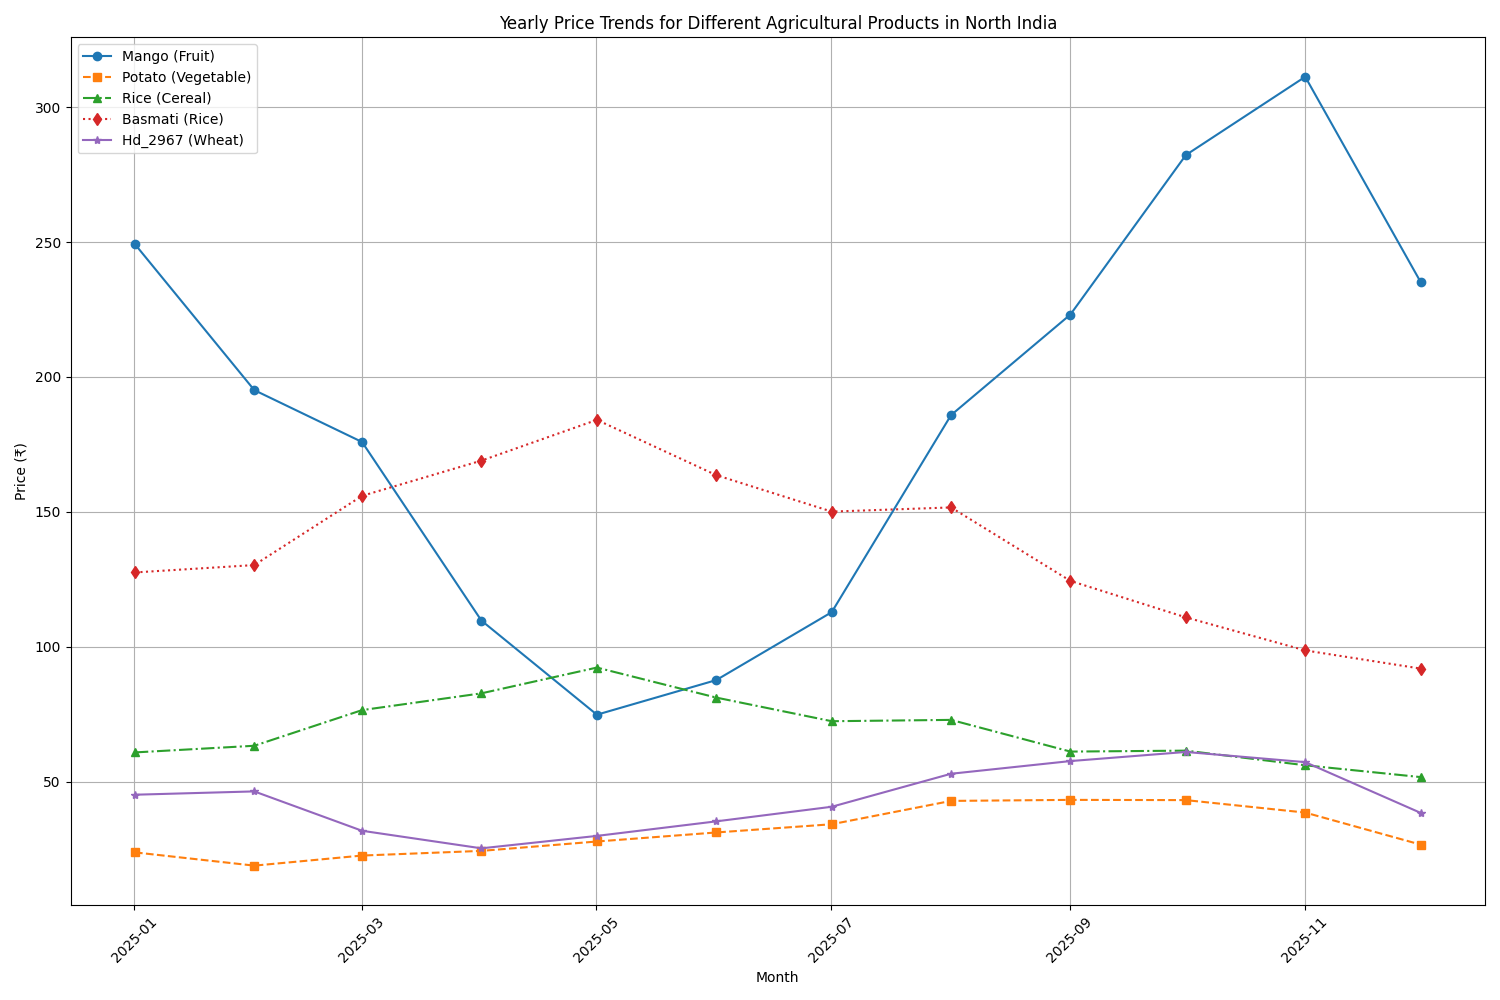 Yearly Price Trends for Different Agricultural Products in North India
Mango (Fruit)
Potato (Vegetable)
Rice (Cereal)
Basmati (Rice)
Hd_2967 (Wheat)
Price (₹)
300
250
200
150
100
50
2025-01
2025-03
2025-05
2025-07
2025-09
2025-11
Month